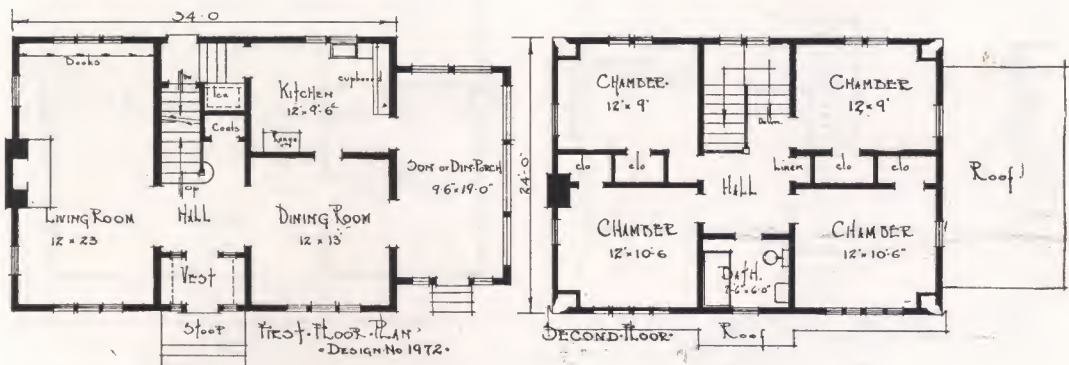 34-0
Books
Down
Ice
KITCHEN
12'×9'-6"
cupboard
Coats
Range
Up
LIVING ROOM
12 × 23
HALL
DINING ROOM
12 × 13'
SUN OR DIN. PORCH
9'-6"×19'-0"
VEST
STOOP
FIRST·FLOOR·PLAN
·DESIGN·No 1972·
24'-0"
CHAMBER
12'×9'
Down
CHAMBER
12'×9'
clo
clo
Linen
clo
clo
HALL
CHAMBER
12'×10-6
CHAMBER
12'×10'-6"
BATH.
SECOND·FLOOR·
Roof
Roof